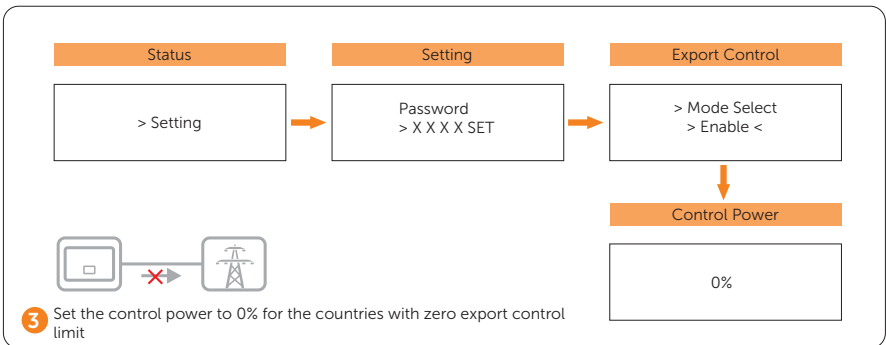 Status
Setting
Export Control
> Setting
Password
> X X X X SET
> Mode Select
> Enable <
Control Power
0%
3 Set the control power to 0% for the countries with zero export control
limit